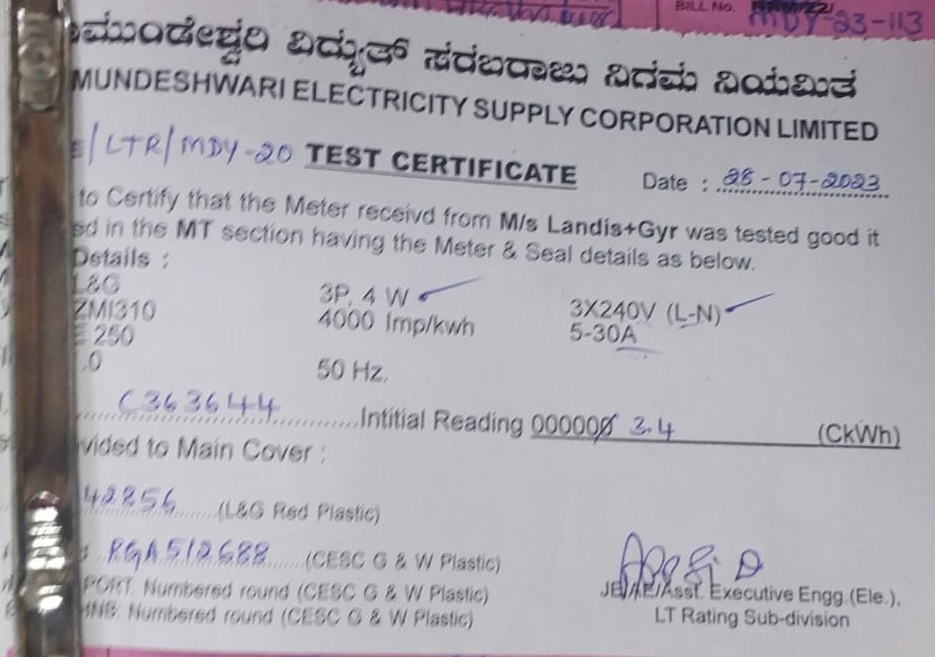 BILL No. MDY-23-113
ಾಮುಂಡೇಶ್ವರಿ ವಿದ್ಯುತ್ ಸರಬರಾಜು ನಿಗಮ ನಿಯಮಿತ
MUNDESHWARI ELECTRICITY SUPPLY CORPORATION LIMITED
E/LTR/MDY-20 TEST CERTIFICATE Date : 28-07-2023
to Certify that the Meter receivd from M/s Landis+Gyr was tested good it
ed in the MT section having the Meter & Seal details as below.
Details :
L&G 3P, 4 W 3X240V (L-N)
ZMI310 4000 Imp/kwh 5-30A
E 250
.0 50 Hz.
C363644 Intitial Reading 000000 3.4 (CkWh)
vided to Main Cover :
42856 (L&G Red Plastic)
RGA512688 (CESC G & W Plastic)
PORT. Numbered round (CESC G & W Plastic)
Numbered round (CESC G & W Plastic)
JE/AE/Asst. Executive Engg.(Ele.),
LT Rating Sub-division